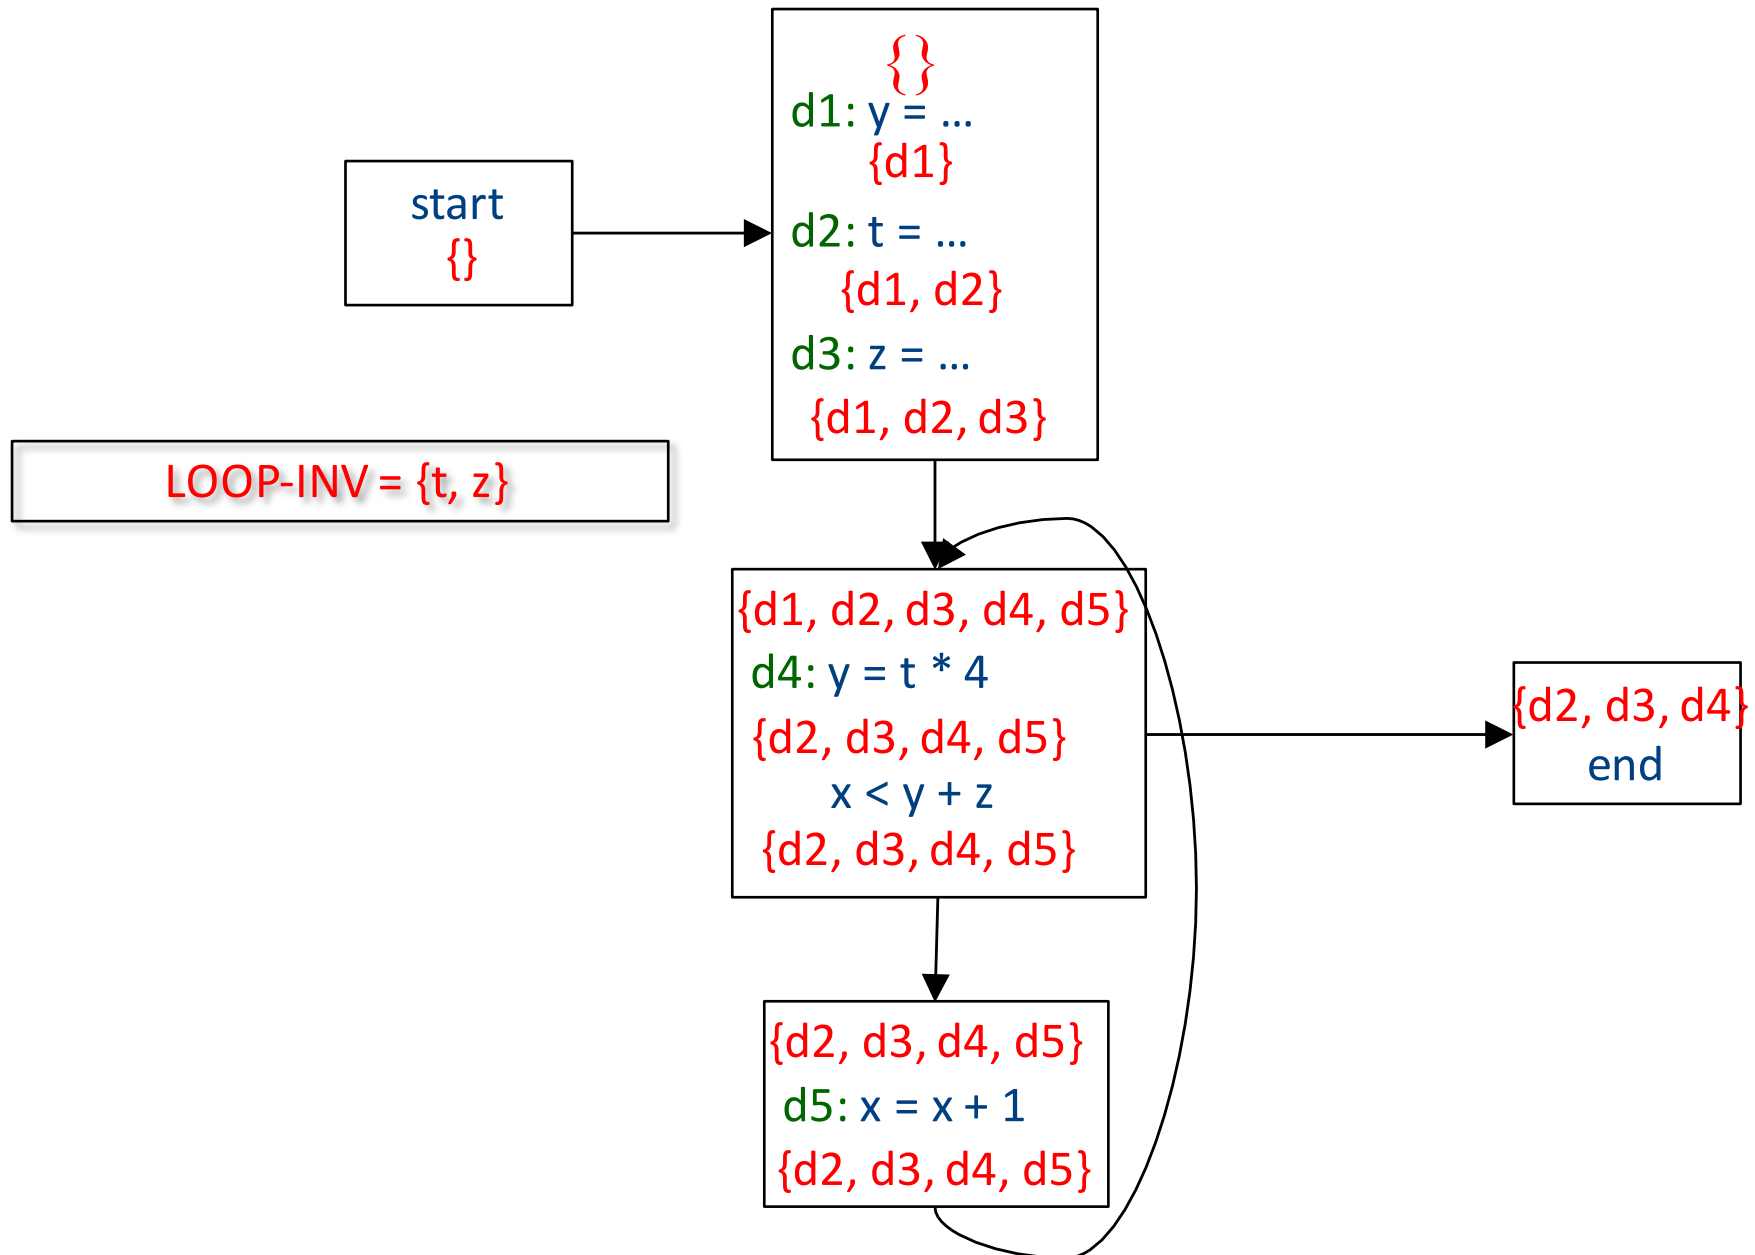 {}
d1: y = ...
{d1}
d2: t = ...
{d1, d2}
d3: z = ...
{d1, d2, d3}
start
{}
LOOP-INV = {t, z}
{d1, d2, d3, d4, d5}
d4: y = t * 4
{d2, d3, d4, d5}
x < y + z
{d2, d3, d4, d5}
{d2, d3, d4}
end
{d2, d3, d4, d5}
d5: x = x + 1
{d2, d3, d4, d5}